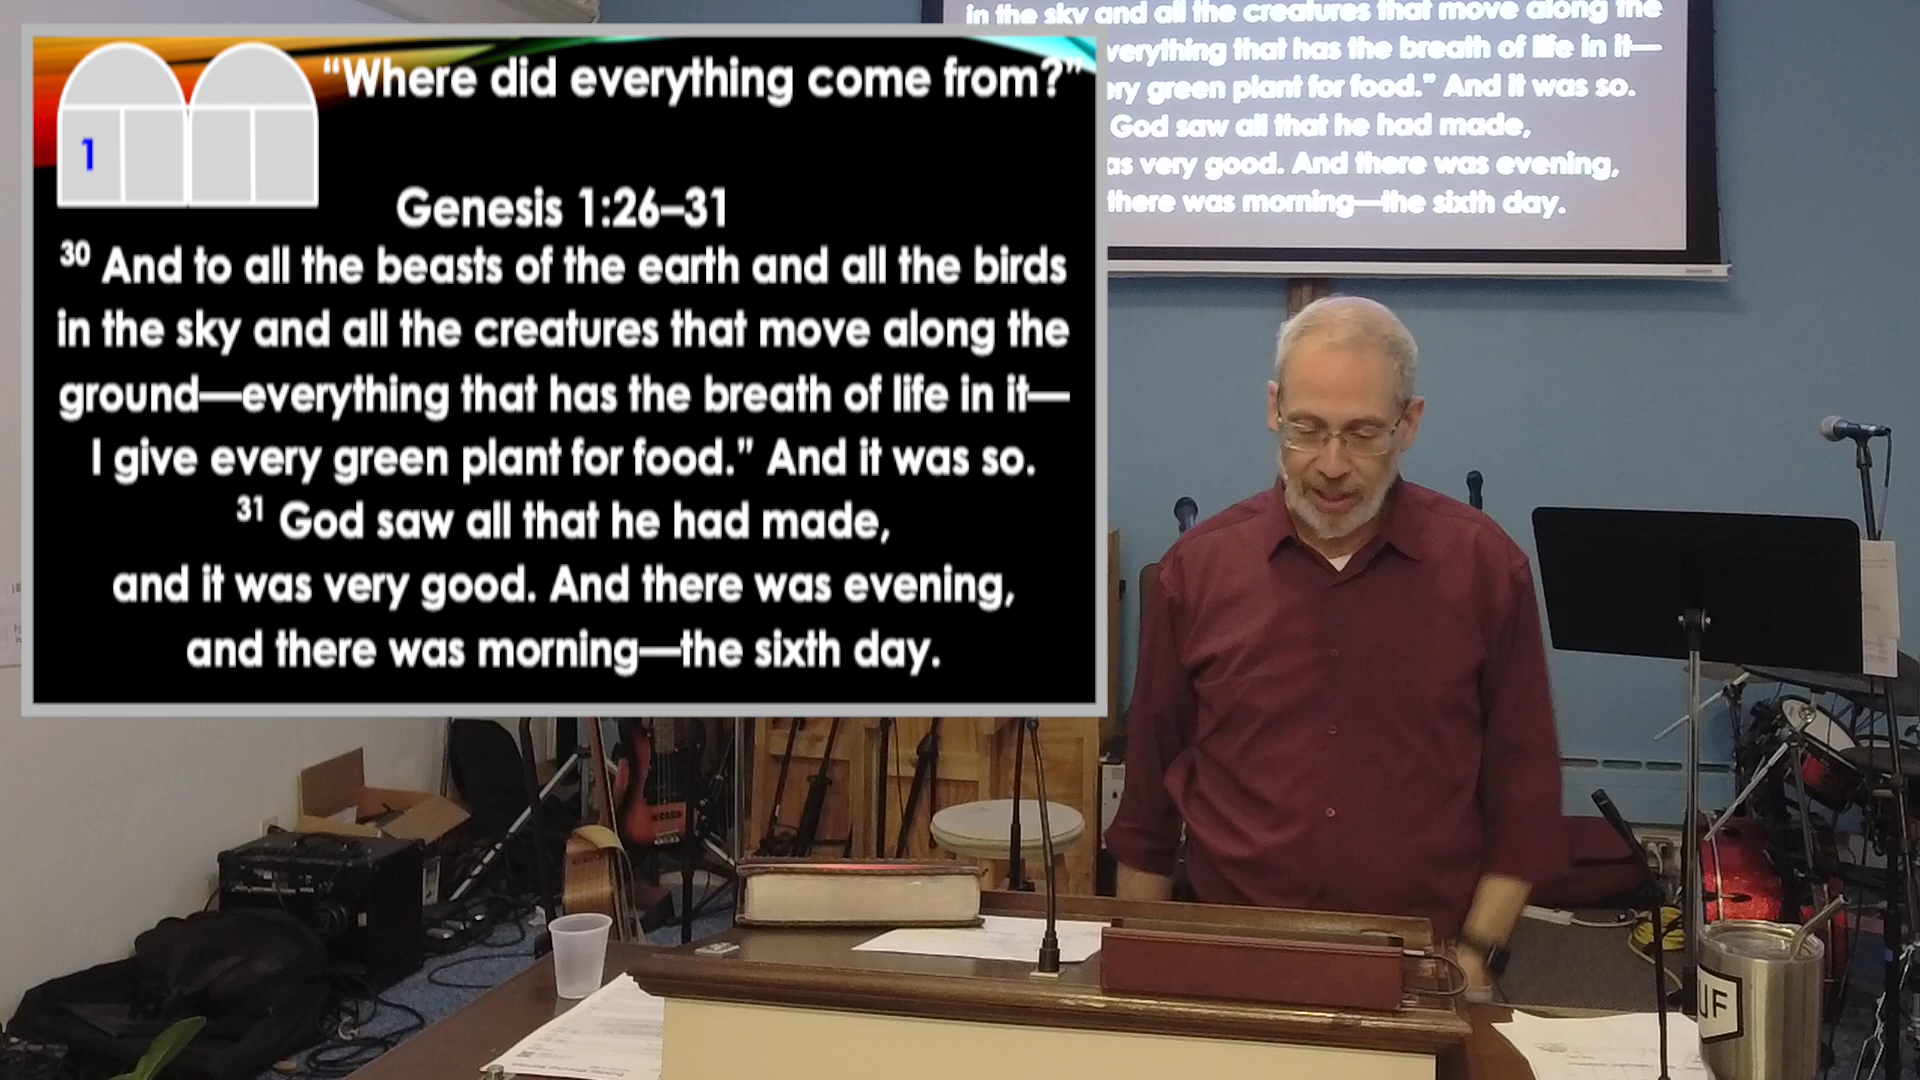 “Where did everything come from?”
1
Genesis 1:26–31
30 And to all the beasts of the earth and all the birds
in the sky and all the creatures that move along the
ground—everything that has the breath of life in it—
I give every green plant for food.” And it was so.
31 God saw all that he had made,
and it was very good. And there was evening,
and there was morning—the sixth day.
in the sky and all the creatures that move along the
verything that has the breath of life in it—
ery green plant for food.” And it was so.
God saw all that he had made,
as very good. And there was evening,
there was morning—the sixth day.
UF